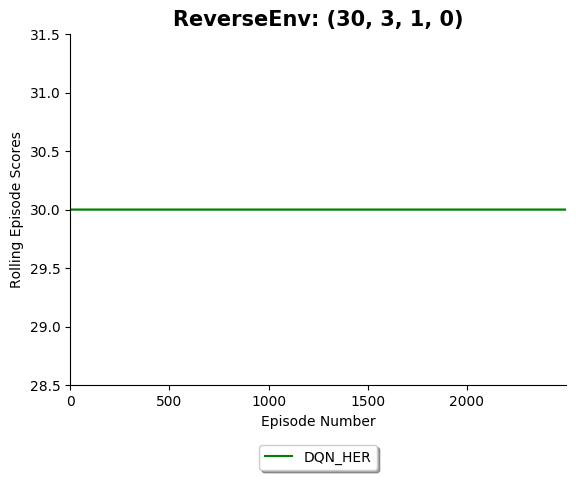 ReverseEnv: (30, 3, 1, 0)
31.5
31.0
30.5
30.0
29.5
29.0
28.5
Rolling Episode Scores
0 500 1000 1500 2000
Episode Number
DQN_HER